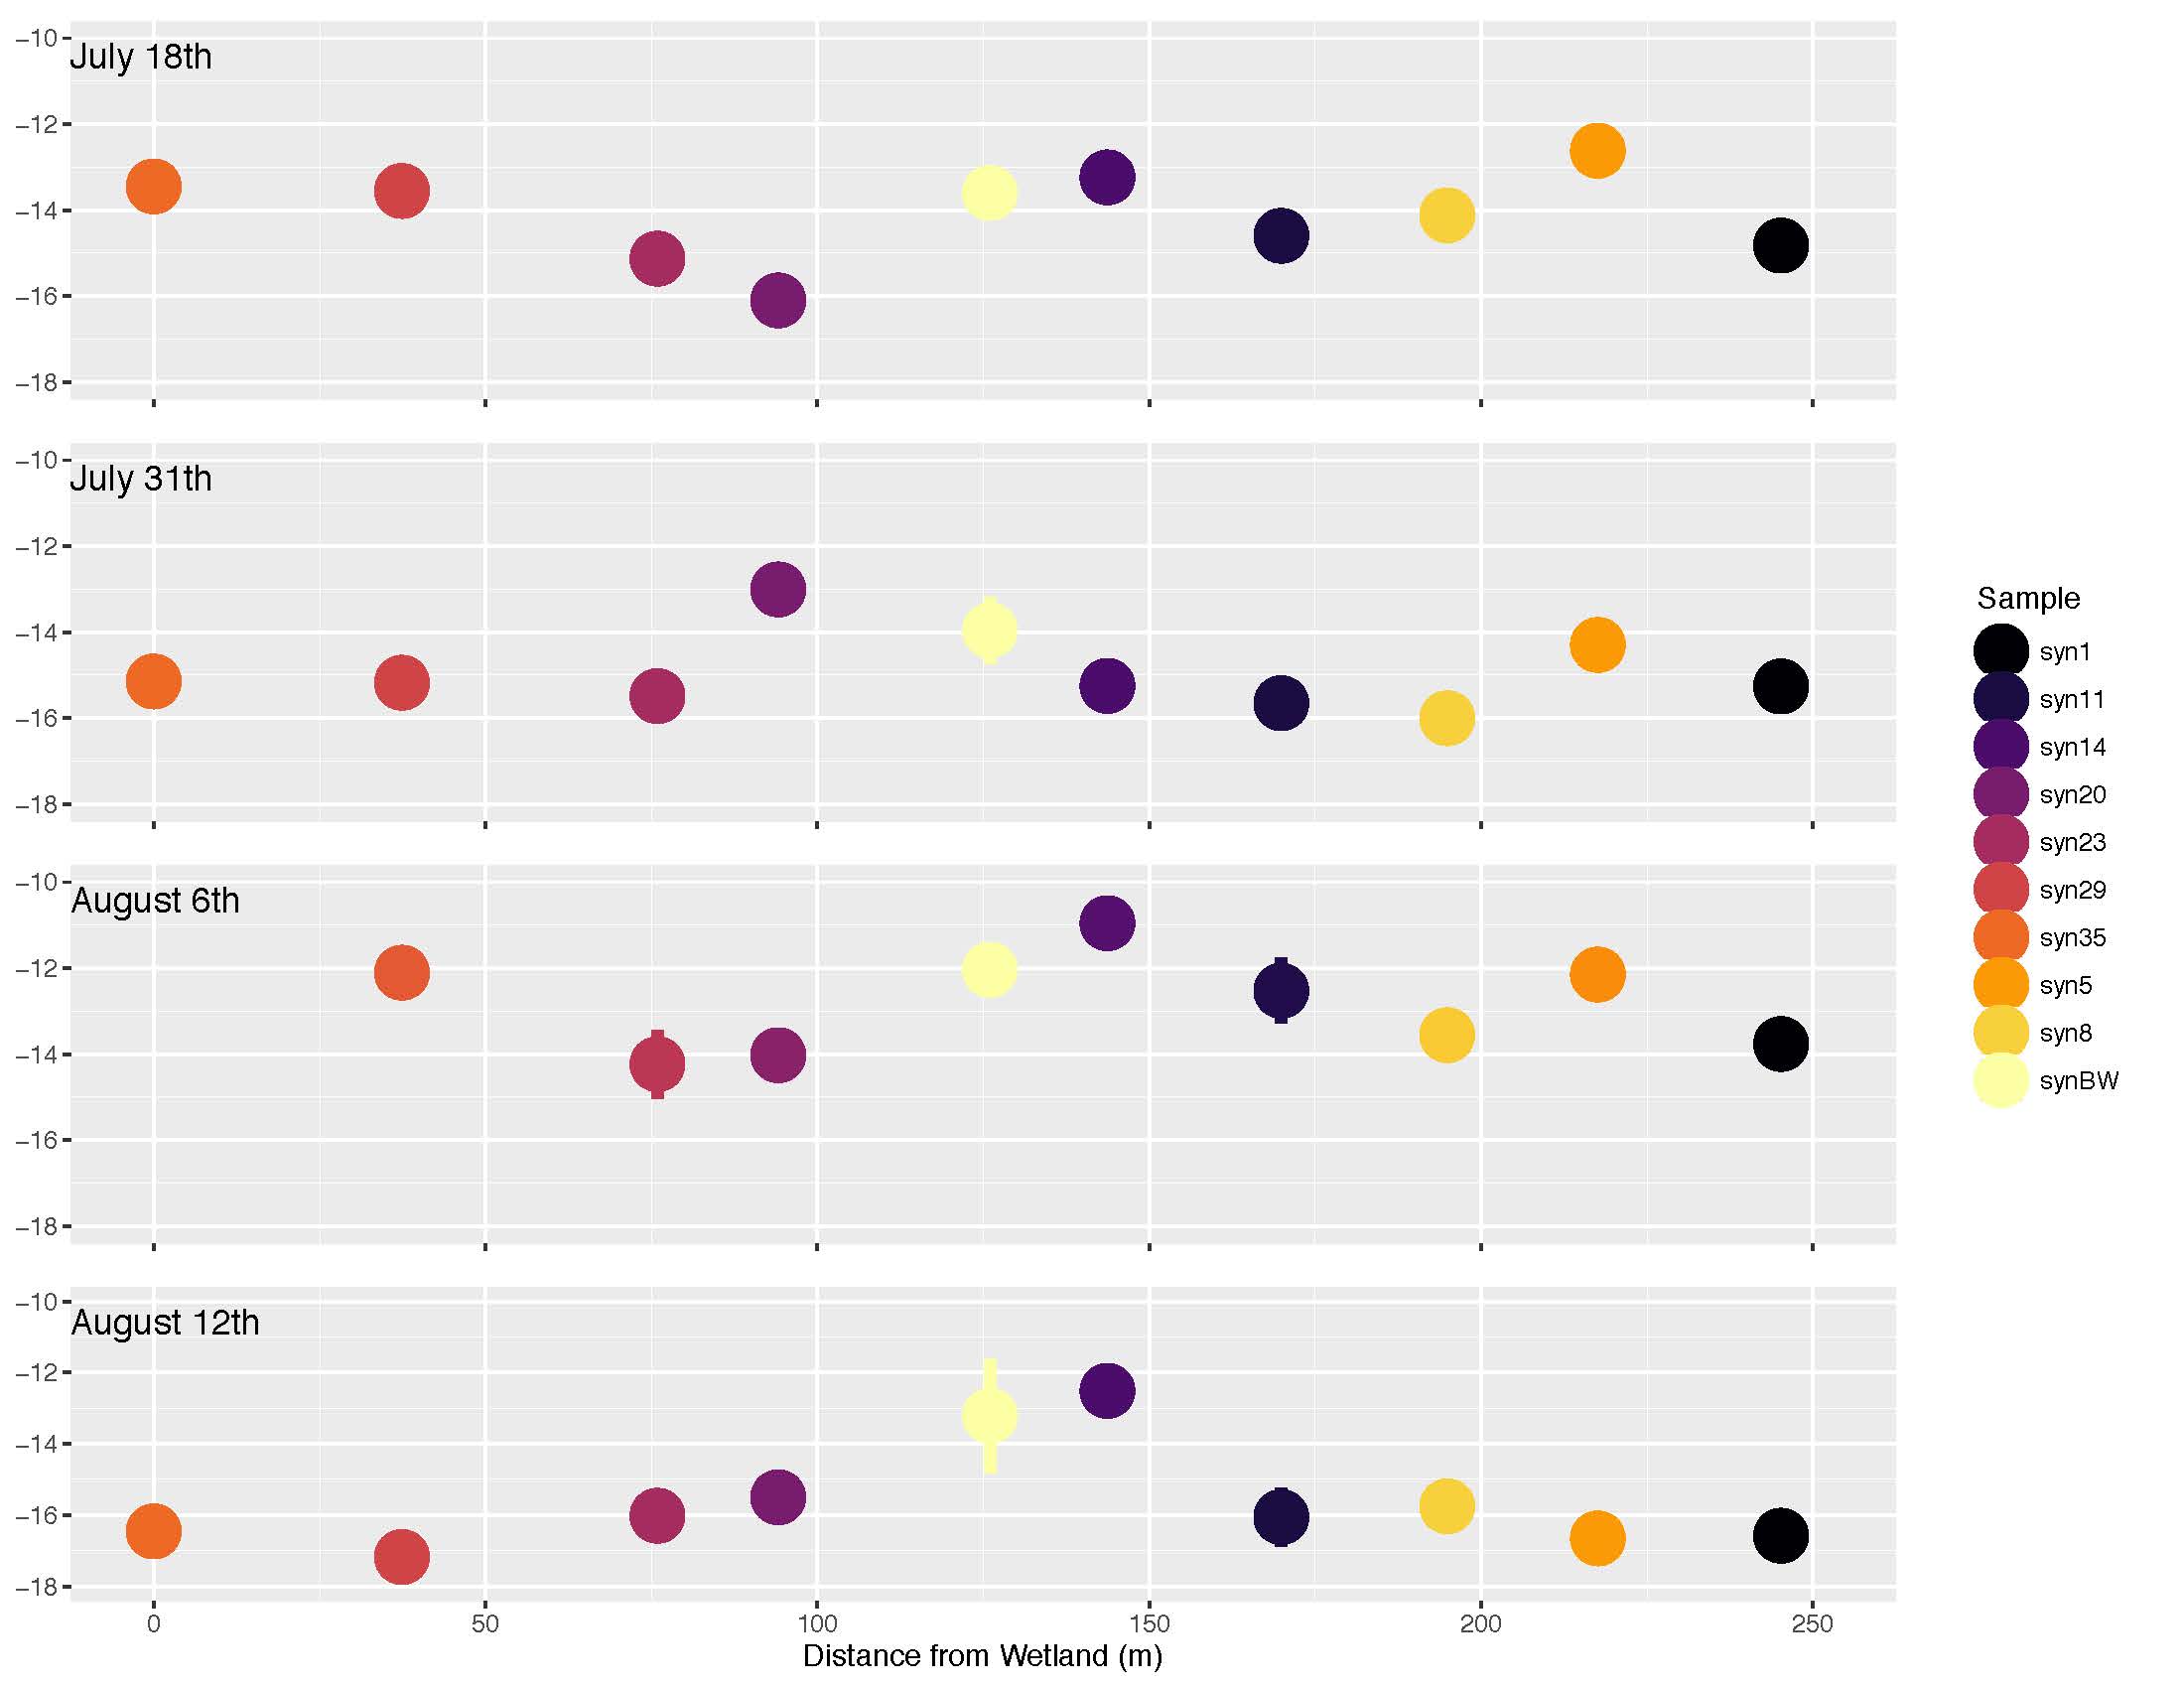 −10
July 18th
−12
−14
−16
−18
−10
July 31th
−12
−14
−16
−18
−10
August 6th
−12
−14
−16
−18
−10
August 12th
−12
−14
−16
−18
0 50 100 150 200 250
Distance from Wetland (m)
Sample
syn1
syn11
syn14
syn20
syn23
syn29
syn35
syn5
syn8
synBW